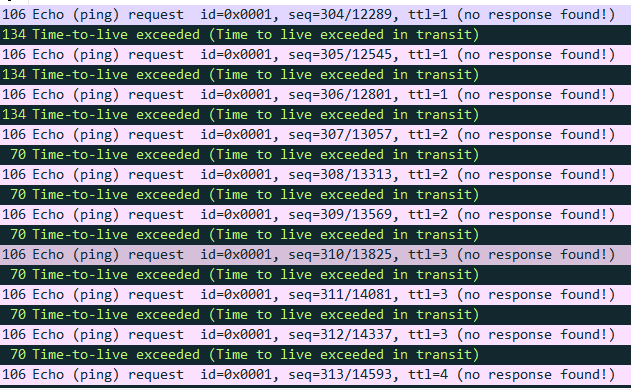 106 Echo (ping) request id=0x0001, seq=304/12289, ttl=1 (no response found!)
134 Time-to-live exceeded (Time to live exceeded in transit)
106 Echo (ping) request id=0x0001, seq=305/12545, ttl=1 (no response found!)
134 Time-to-live exceeded (Time to live exceeded in transit)
106 Echo (ping) request id=0x0001, seq=306/12801, ttl=1 (no response found!)
134 Time-to-live exceeded (Time to live exceeded in transit)
106 Echo (ping) request id=0x0001, seq=307/13057, ttl=2 (no response found!)
70 Time-to-live exceeded (Time to live exceeded in transit)
106 Echo (ping) request id=0x0001, seq=308/13313, ttl=2 (no response found!)
70 Time-to-live exceeded (Time to live exceeded in transit)
106 Echo (ping) request id=0x0001, seq=309/13569, ttl=2 (no response found!)
70 Time-to-live exceeded (Time to live exceeded in transit)
106 Echo (ping) request id=0x0001, seq=310/13825, ttl=3 (no response found!)
70 Time-to-live exceeded (Time to live exceeded in transit)
106 Echo (ping) request id=0x0001, seq=311/14081, ttl=3 (no response found!)
70 Time-to-live exceeded (Time to live exceeded in transit)
106 Echo (ping) request id=0x0001, seq=312/14337, ttl=3 (no response found!)
70 Time-to-live exceeded (Time to live exceeded in transit)
106 Echo (ping) request id=0x0001, seq=313/14593, ttl=4 (no response found!)